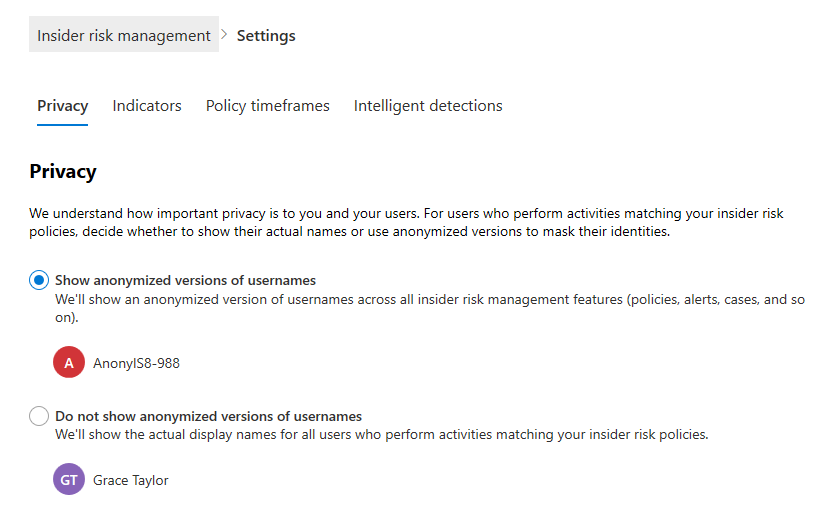 Insider risk management > Settings
Privacy Indicators Policy timeframes Intelligent detections
Privacy
We understand how important privacy is to you and your users. For users who perform activities matching your insider risk
policies, decide whether to show their actual names or use anonymized versions to mask their identities.
Show anonymized versions of usernames
We'll show an anonymized version of usernames across all insider risk management features (policies, alerts, cases, and so
on).
A AnonyIS8-988
Do not show anonymized versions of usernames
We'll show the actual display names for all users who perform activities matching your insider risk policies.
GT Grace Taylor